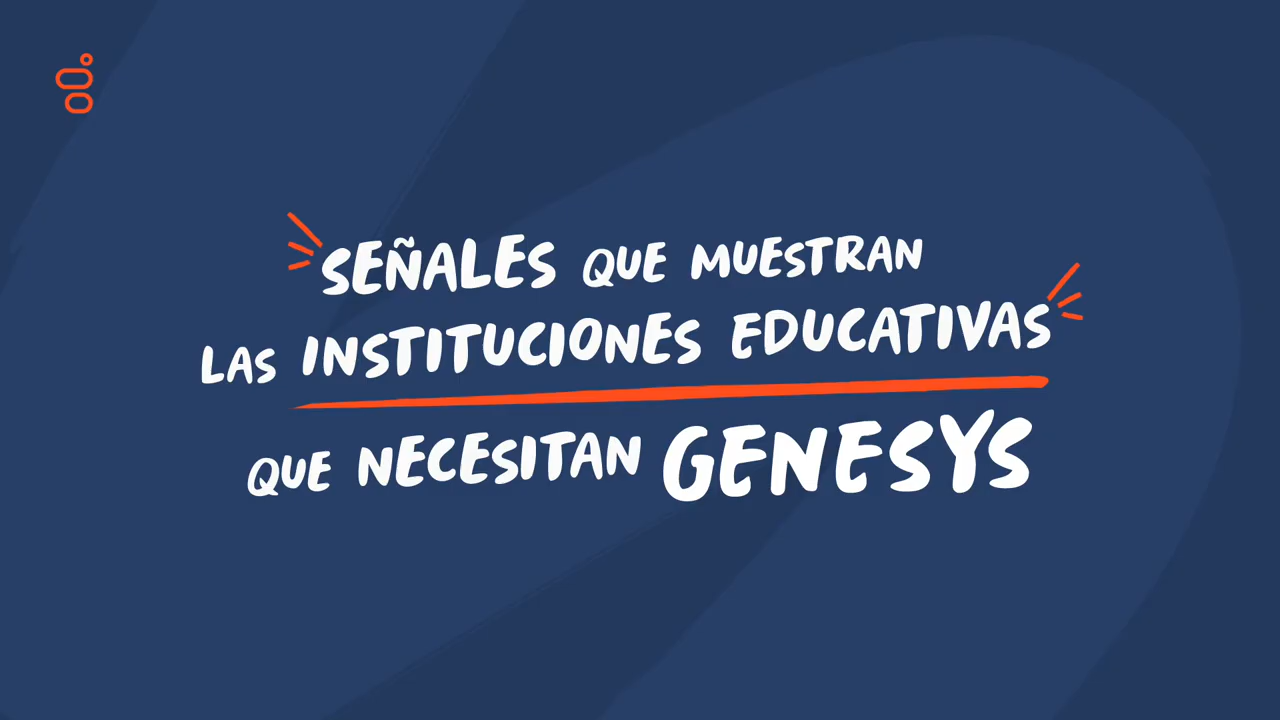 SEÑALES QUE MUESTRAN
LAS INSTITUCIONES EDUCATIVAS
QUE NECESITAN GENESYS